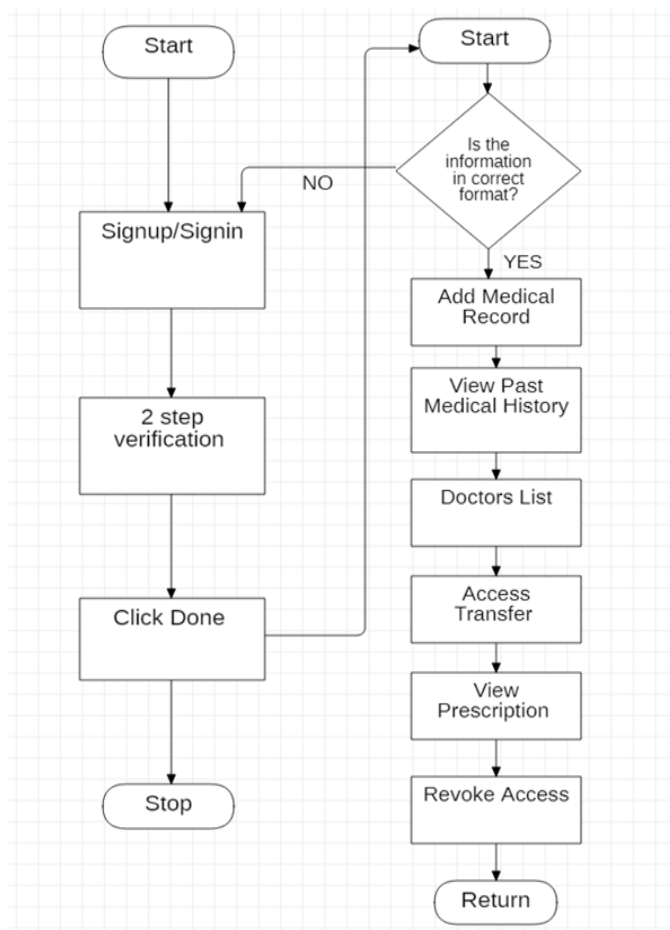 Start
Signup/Signin
2 step
verification
Click Done
Stop
Start
Is the
information
in correct
format?
NO
YES
Add Medical
Record
View Past
Medical History
Doctors List
Access
Transfer
View
Prescription
Revoke Access
Return